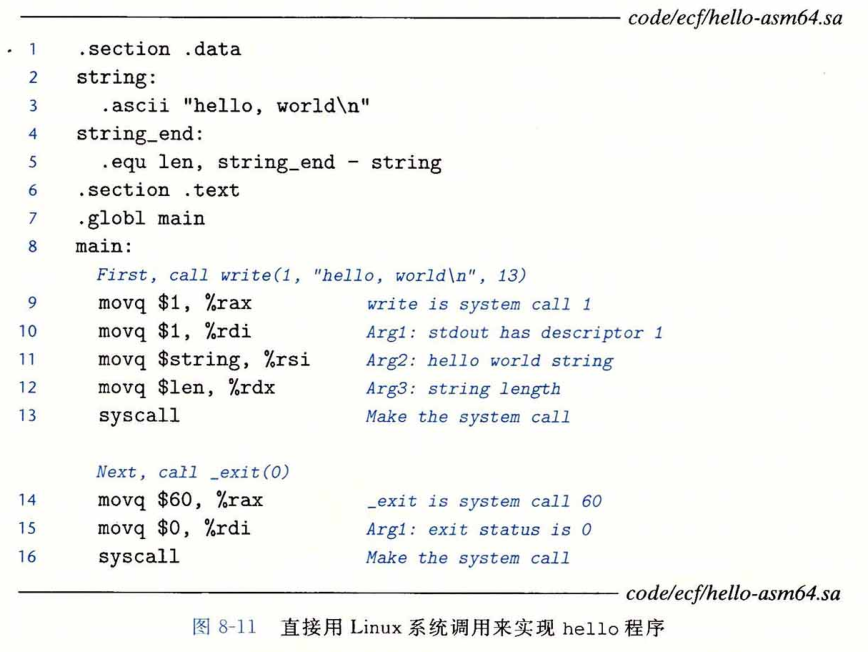 code/ecf/hello-asm64.sa
1 .section .data
2 string:
3 .ascii "hello, world\n"
4 string_end:
5 .equ len, string_end - string
6 .section .text
7 .globl main
8 main:
First, call write(1, "hello, world\n", 13)
9 movq $1, %rax write is system call 1
10 movq $1, %rdi Arg1: stdout has descriptor 1
11 movq $string, %rsi Arg2: hello world string
12 movq $len, %rdx Arg3: string length
13 syscall Make the system call
Next, call _exit(0)
14 movq $60, %rax _exit is system call 60
15 movq $0, %rdi Arg1: exit status is 0
16 syscall Make the system call
code/ecf/hello-asm64.sa
图 8-11 直接用 Linux 系统调用来实现 hello 程序